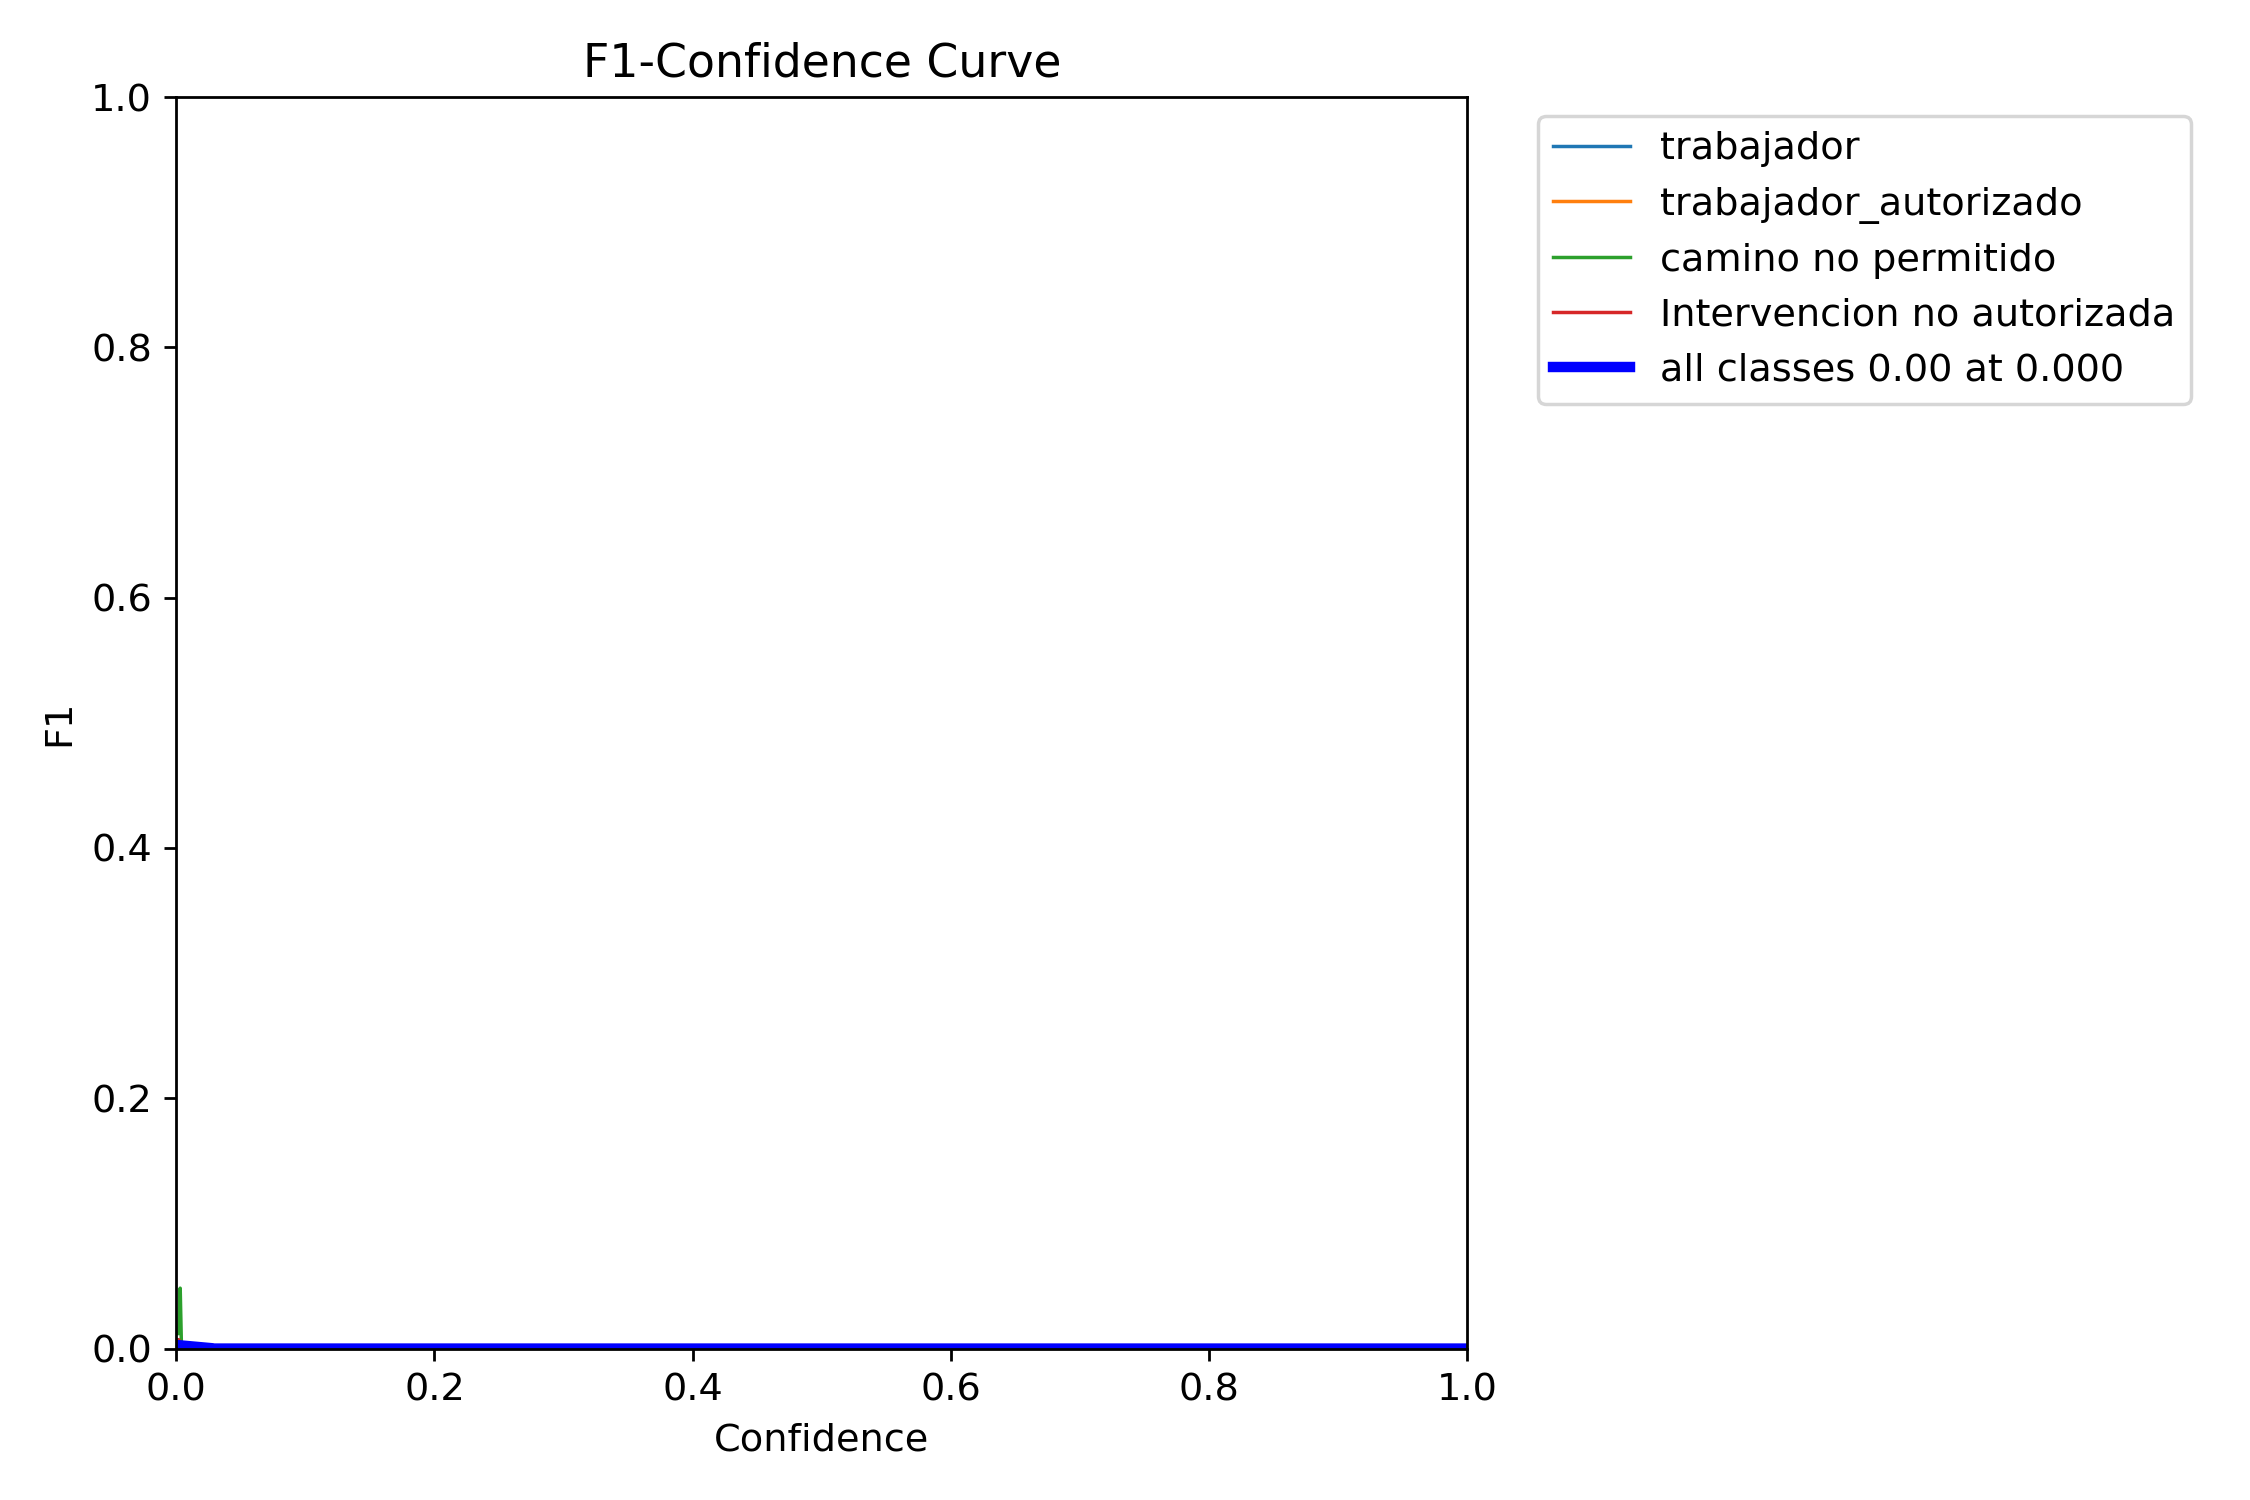 F1-Confidence Curve
1.0
0.8
0.6
0.4
0.2
0.0
F1
0.0 0.2 0.4 0.6 0.8 1.0
Confidence
trabajador
trabajador_autorizado
camino no permitido
Intervencion no autorizada
all classes 0.00 at 0.000